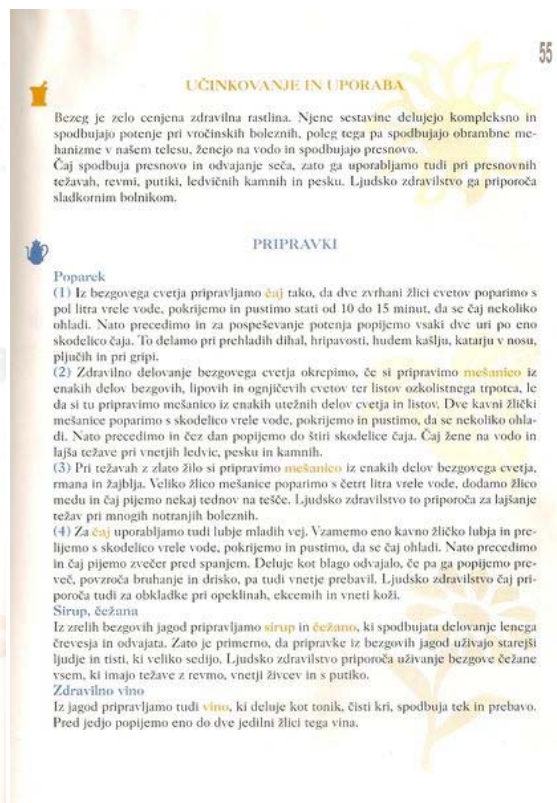 55
UČINKOVANJE IN UPORABA
Bezeg je zelo cenjena zdravilna rastlina. Njene sestavine delujejo kompleksno in
spodbujajo potenje pri vročinskih boleznih, poleg tega pa spodbujajo obrambne me-
hanizme v našem telesu, ženejo na vodo in spodbujajo presnovo.
Čaj spodbuja presnovo in odvajanje seča, zato ga uporabljamo tudi pri presnovnih
težavah, revmi, putiki, ledvičnih kamnih in pesku. Ljudsko zdravilstvo ga priporoča
sladkornim bolnikom.
PRIPRAVKI
Poparek
(1) Iz bezgovega cvetja pripravljamo čaj tako, da dve zvrhani žlici cvetov poparimo s
pol litra vrele vode, pokrijemo in pustimo stati od 10 do 15 minut, da se čaj nekoliko
ohladi. Nato precedimo in za pospeševanje potenja popijemo vsaki dve uri po eno
skodelico čaja. To delamo pri prehladih dihal, hripavosti, hudem kašlju, katarju v nosu,
pljučih in pri gripi.
(2) Zdravilno delovanje bezgovega cvetja okrepimo, če si pripravimo mešanico iz
enakih delov bezgovih, lipovih in ognjičevih cvetov ter listov ozkolistnega trpotca, le
da si tu pripravimo mešanico iz enakih utežnih delov cvetja in listov. Dve kavni žlički
mešanice poparimo s skodelico vrele vode, pokrijemo in pustimo, da se nekoliko ohla-
di. Nato precedimo in čez dan popijemo do štiri skodelice čaja. Čaj žene na vodo in
lajša težave pri vnetjih ledvic, pesku in kamnih.
(3) Pri težavah z zlato žilo si pripravimo mešanico iz enakih delov bezgovega cvetja,
rmana in žajblja. Veliko žlico mešanice poparimo s četrt litra vrele vode, dodamo žlico
medu in čaj pijemo nekaj tednov na tešče. Ljudsko zdravilstvo to priporoča za lajšanje
težav pri mnogih notranjih boleznih.
(4) Za čaj uporabljamo tudi lubje mladih vej. Vzamemo eno kavno žličko lubja in pre-
lijemo s skodelico vrele vode, pokrijemo in pustimo, da se čaj ohladi. Nato precedimo
in čaj pijemo zvečer pred spanjem. Deluje kot blago odvajalo, če pa ga popijemo pre-
več, povzroča bruhanje in drisko, pa tudi vnetje prebavil. Ljudsko zdravilstvo čaj pri-
poroča tudi za obkladke pri opeklinah, ekcemih in vneti koži.
Sirup, čežana
Iz zrelih bezgovih jagod pripravljamo sirup in čežano, ki spodbujata delovanje lenega
črevesja in odvajata. Zato je primerno, da pripravke iz bezgovih jagod uživajo starejši
ljudje in tisti, ki veliko sedijo. Ljudsko zdravilstvo priporoča uživanje bezgove čežane
vsem, ki imajo težave z revmo, vnetji živcev in s putiko.
Zdravilno vino
Iz jagod pripravljamo tudi vino, ki deluje kot tonik, čisti kri, spodbuja tek in prebavo.
Pred jedjo popijemo eno do dve jedilni žlici tega vina.